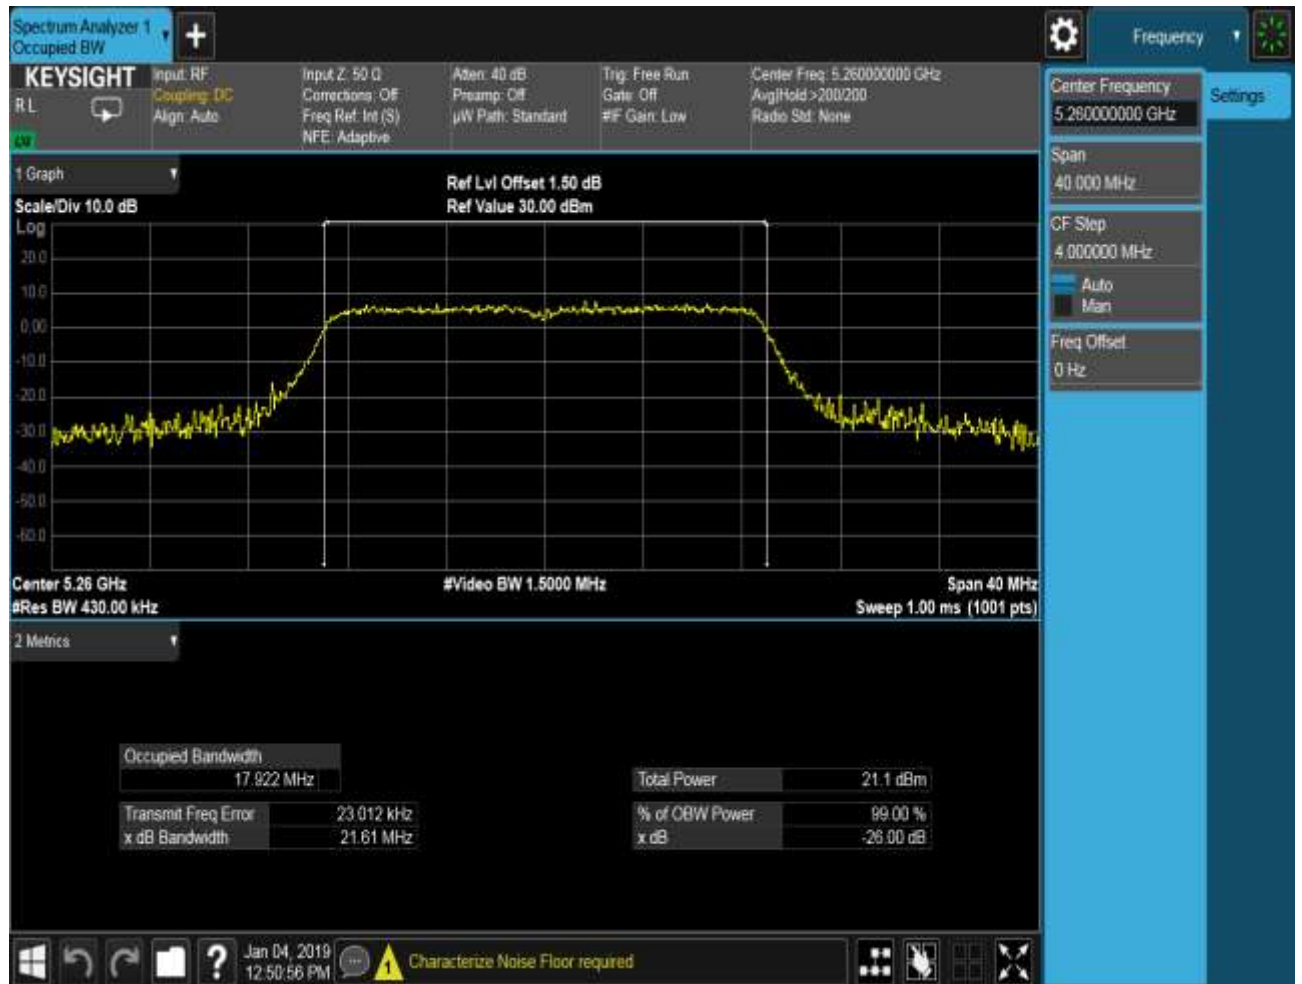 Spectrum Analyzer 1
Occupied BW
Frequency
KEYSIGHT
R L
Input: RF
Coupling: DC
Align: Auto
Input Z: 50 Ω
Corrections: Off
Freq Ref: Int (S)
NFE: Adaptive
Atten: 40 dB
Preamp: Off
µW Path: Standard
Trig: Free Run
Gate: Off
#IF Gain: Low
Center Freq: 5.260000000 GHz
Avg|Hold:>200/200
Radio Std: None
Center Frequency
5.260000000 GHz
Settings
Span
40.000 MHz
CF Step
4.000000 MHz
Auto
Man
Freq Offset
0 Hz
1 Graph
Scale/Div 10.0 dB
Ref Lvl Offset 1.50 dB
Ref Value 30.00 dBm
Log
20.0
10.0
0.00
-10.0
-20.0
-30.0
-40.0
-50.0
-60.0
Center 5.26 GHz
#Video BW 1.5000 MHz
Span 40 MHz
#Res BW 430.00 kHz
Sweep 1.00 ms (1001 pts)
2 Metrics
Occupied Bandwidth
17.922 MHz
Total Power 21.1 dBm
Transmit Freq Error 23.012 kHz
% of OBW Power 99.00 %
x dB Bandwidth 21.61 MHz
x dB -26.00 dB
?
Jan 04, 2019
12:50:56 PM
1
Characterize Noise Floor required